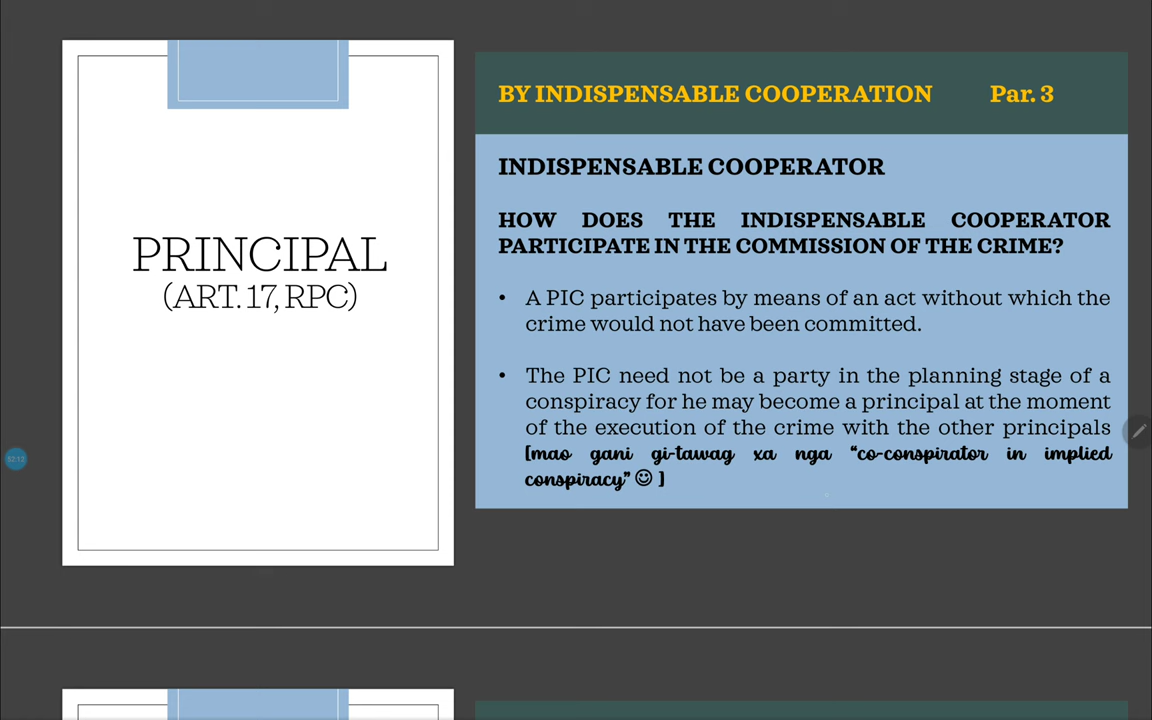 PRINCIPAL
(ART. 17, RPC)
BY INDISPENSABLE COOPERATION Par. 3
INDISPENSABLE COOPERATOR
HOW DOES THE INDISPENSABLE COOPERATOR
PARTICIPATE IN THE COMMISSION OF THE CRIME?
• A PIC participates by means of an act without which the
crime would not have been committed.
• The PIC need not be a party in the planning stage of a
conspiracy for he may become a principal at the moment
of the execution of the crime with the other principals
[mao gani gi-tawag xa nga "co-conspirator in implied
conspiracy" ☺ ]
52:13